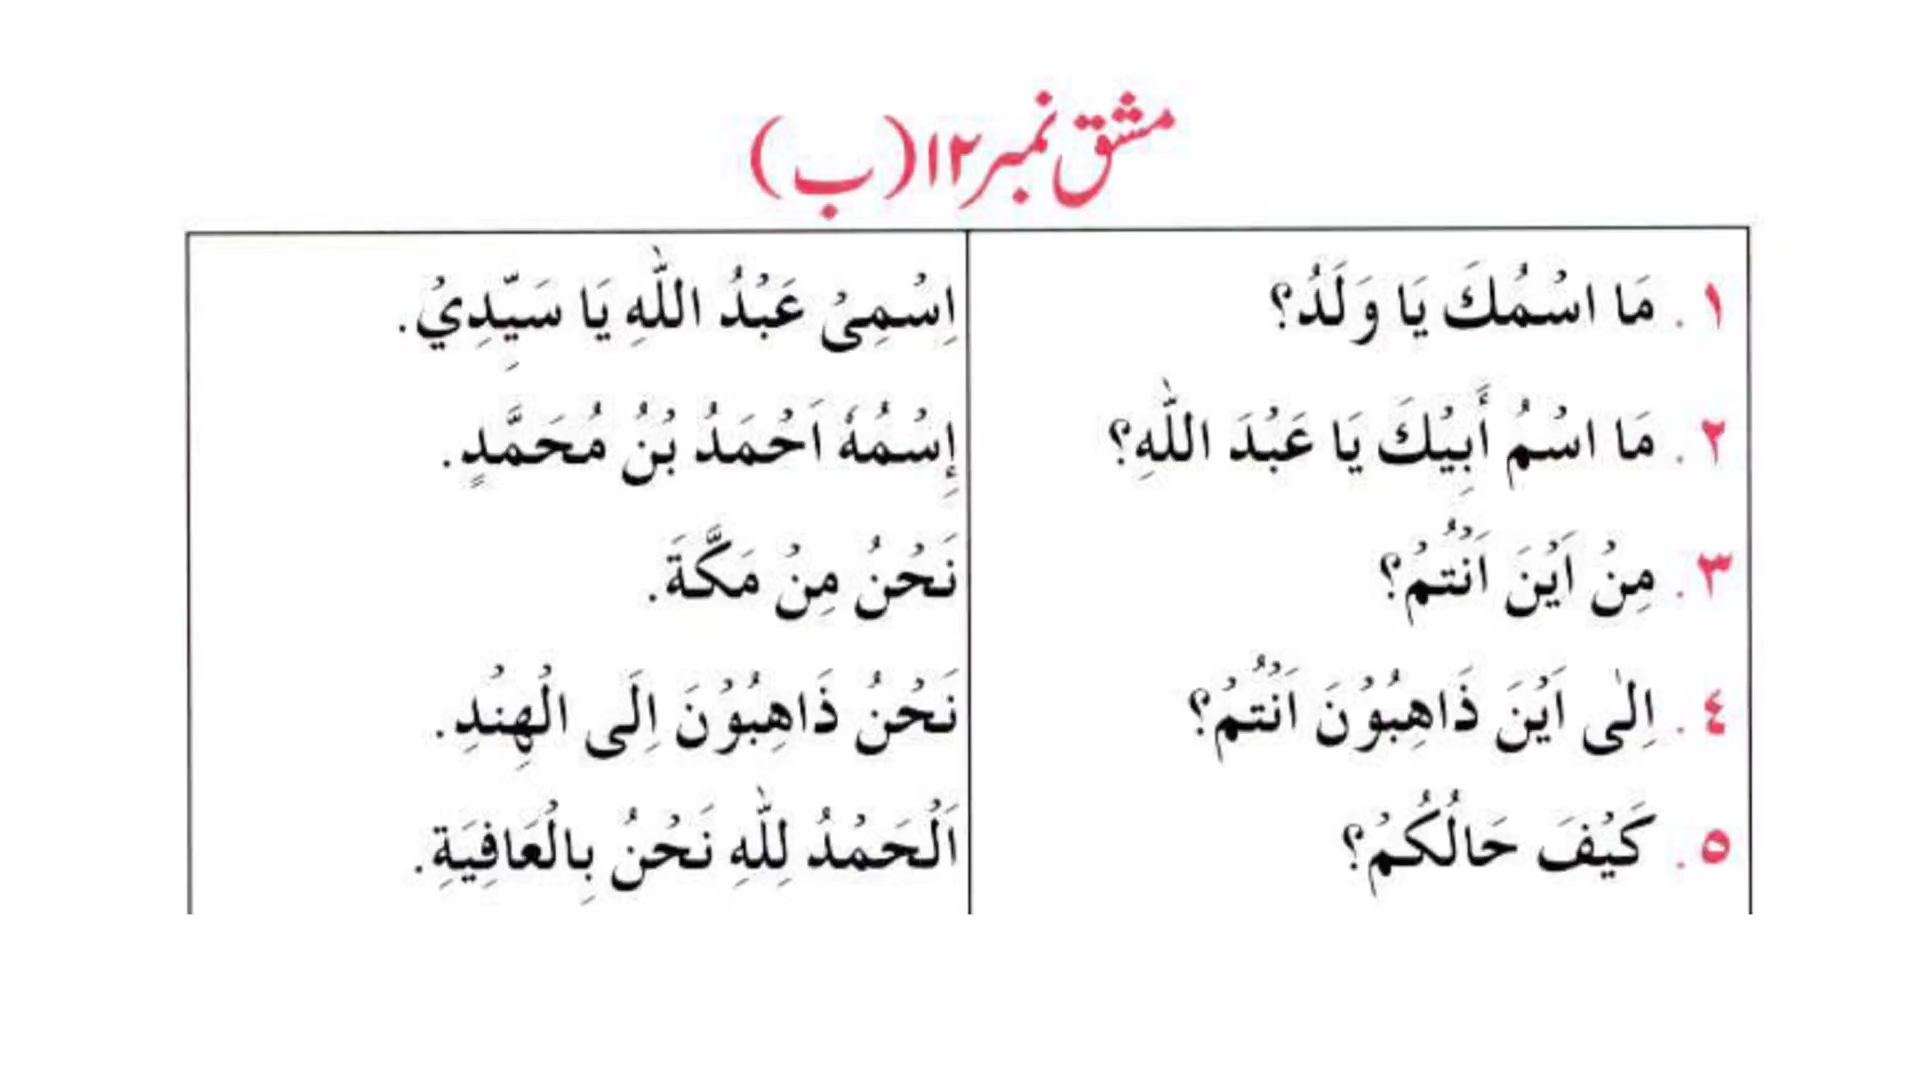 مشق نمبر ۱۲ (ب)
١. مَا اسْمُكَ يَا وَلَدُ؟ اِسْمِىْ عَبْدُ اللّٰهِ يَا سَيِّدِيْ.
٢. مَا اسْمُ أَبِيْكَ يَا عَبْدَ اللّٰهِ؟ إِسْمُهٗ اَحْمَدُ بْنُ مُحَمَّدٍ.
٣. مِنْ اَيْنَ اَنْتُمْ؟ نَحْنُ مِنْ مَكَّةَ.
٤. اِلٰى اَيْنَ ذَاهِبُوْنَ اَنْتُمْ؟ نَحْنُ ذَاهِبُوْنَ اِلَى الْهِنْدِ.
٥. كَيْفَ حَالُكُمْ؟ اَلْحَمْدُ لِلّٰهِ نَحْنُ بِالْعَافِيَةِ.